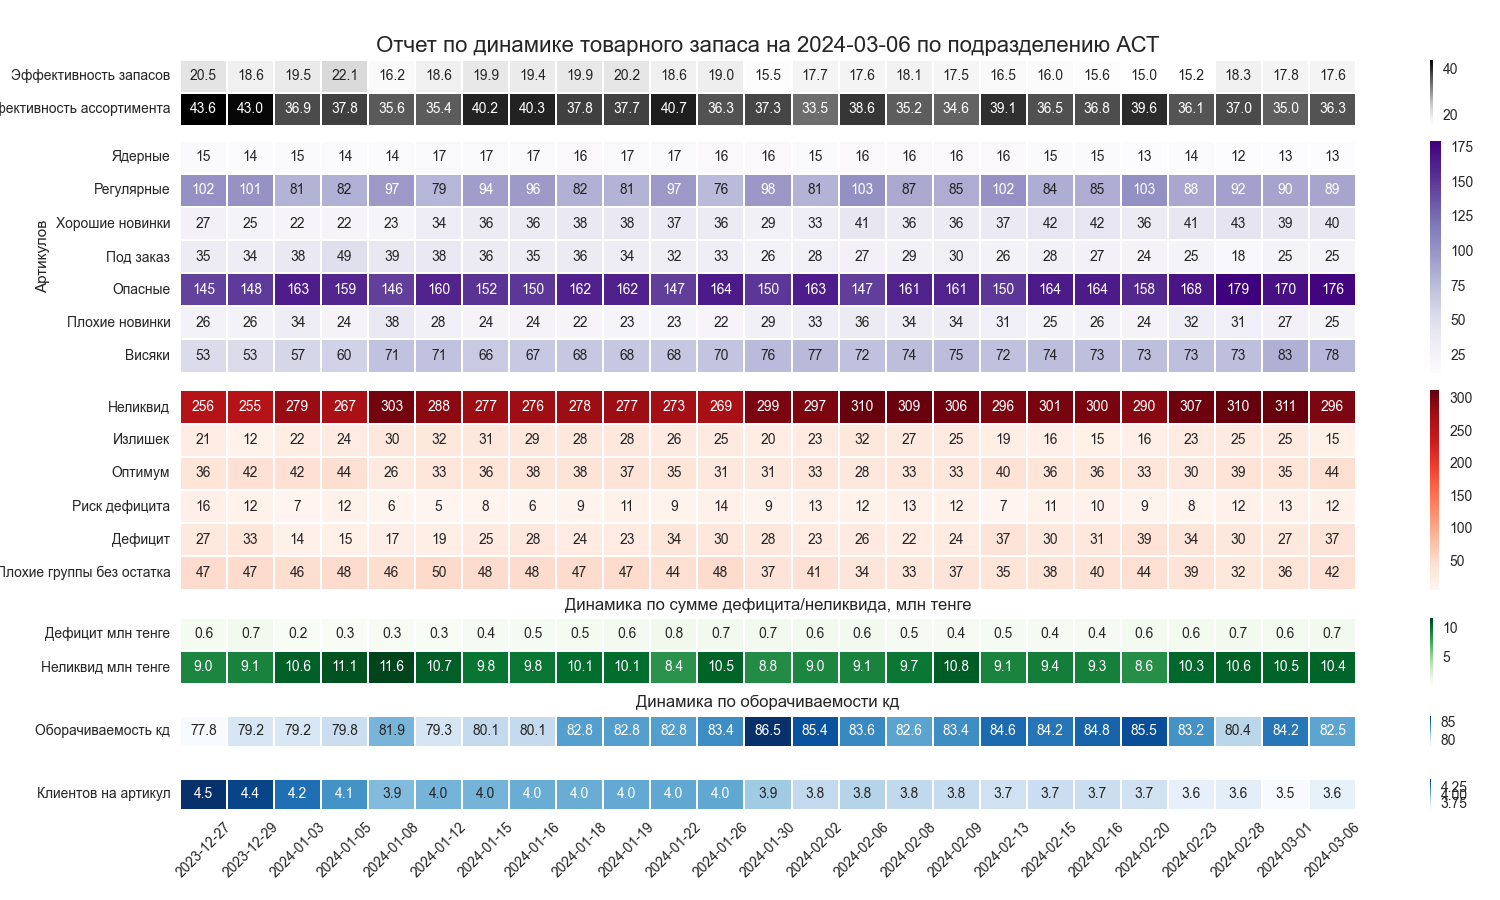 Отчет по динамике товарного запаса на 2024-03-06 по подразделению АСТ
Эффективность запасов 20.5 18.6 19.5 22.1 16.2 18.6 19.9 19.4 19.9 20.2 18.6 19.0 15.5 17.7 17.6 18.1 17.5 16.5 16.0 15.6 15.0 15.2 18.3 17.8 17.6
фективность ассортимента 43.6 43.0 36.9 37.8 35.6 35.4 40.2 40.3 37.8 37.7 40.7 36.3 37.3 33.5 38.6 35.2 34.6 39.1 36.5 36.8 39.6 36.1 37.0 35.0 36.3
40
20
Артикулов
Ядерные 15 14 15 14 14 17 17 17 16 17 17 16 16 15 16 16 16 16 15 15 13 14 12 13 13
Регулярные 102 101 81 82 97 79 94 96 82 81 97 76 98 81 103 87 85 102 84 85 103 88 92 90 89
Хорошие новинки 27 25 22 22 23 34 36 36 38 38 37 36 29 33 41 36 36 37 42 42 36 41 43 39 40
Под заказ 35 34 38 49 39 38 36 35 36 34 32 33 26 28 27 29 30 26 28 27 24 25 18 25 25
Опасные 145 148 163 159 146 160 152 150 162 162 147 164 150 163 147 161 161 150 164 164 158 168 179 170 176
Плохие новинки 26 26 34 24 38 28 24 24 22 23 23 22 29 33 36 34 34 31 25 26 24 32 31 27 25
Висяки 53 53 57 60 71 71 66 67 68 68 68 70 76 77 72 74 75 72 74 73 73 73 73 83 78
175
150
125
100
75
50
25
Неликвид 256 255 279 267 303 288 277 276 278 277 273 269 299 297 310 309 306 296 301 300 290 307 310 311 296
Излишек 21 12 22 24 30 32 31 29 28 28 26 25 20 23 32 27 25 19 16 15 16 23 25 25 15
Оптимум 36 42 42 44 26 33 36 38 38 37 35 31 31 33 28 33 33 40 36 36 33 30 39 35 44
Риск дефицита 16 12 7 12 6 5 8 6 9 11 9 14 9 13 12 13 12 7 11 10 9 8 12 13 12
Дефицит 27 33 14 15 17 19 25 28 24 23 34 30 28 23 26 22 24 37 30 31 39 34 30 27 37
Плохие группы без остатка 47 47 46 48 46 50 48 48 47 47 44 48 37 41 34 33 37 35 38 40 44 39 32 36 42
300
250
200
150
100
50
Динамика по сумме дефицита/неликвида, млн тенге
Дефицит млн тенге 0.6 0.7 0.2 0.3 0.3 0.3 0.4 0.5 0.5 0.6 0.8 0.7 0.7 0.6 0.6 0.5 0.4 0.5 0.4 0.4 0.6 0.6 0.7 0.6 0.7
Неликвид млн тенге 9.0 9.1 10.6 11.1 11.6 10.7 9.8 9.8 10.1 10.1 8.4 10.5 8.8 9.0 9.1 9.7 10.8 9.1 9.4 9.3 8.6 10.3 10.6 10.5 10.4
10
5
Динамика по оборачиваемости кд
Оборачиваемость кд 77.8 79.2 79.2 79.8 81.9 79.3 80.1 80.1 82.8 82.8 82.8 83.4 86.5 85.4 83.6 82.6 83.4 84.6 84.2 84.8 85.5 83.2 80.4 84.2 82.5
85
80
Клиентов на артикул 4.5 4.4 4.2 4.1 3.9 4.0 4.0 4.0 4.0 4.0 4.0 4.0 3.9 3.8 3.8 3.8 3.8 3.7 3.7 3.7 3.7 3.6 3.6 3.5 3.6
4.25
4.00
3.75
2023-12-27 2023-12-29 2024-01-03 2024-01-05 2024-01-08 2024-01-12 2024-01-15 2024-01-16 2024-01-18 2024-01-19 2024-01-22 2024-01-26 2024-01-30 2024-02-02 2024-02-06 2024-02-08 2024-02-09 2024-02-13 2024-02-15 2024-02-16 2024-02-20 2024-02-23 2024-02-28 2024-03-01 2024-03-06